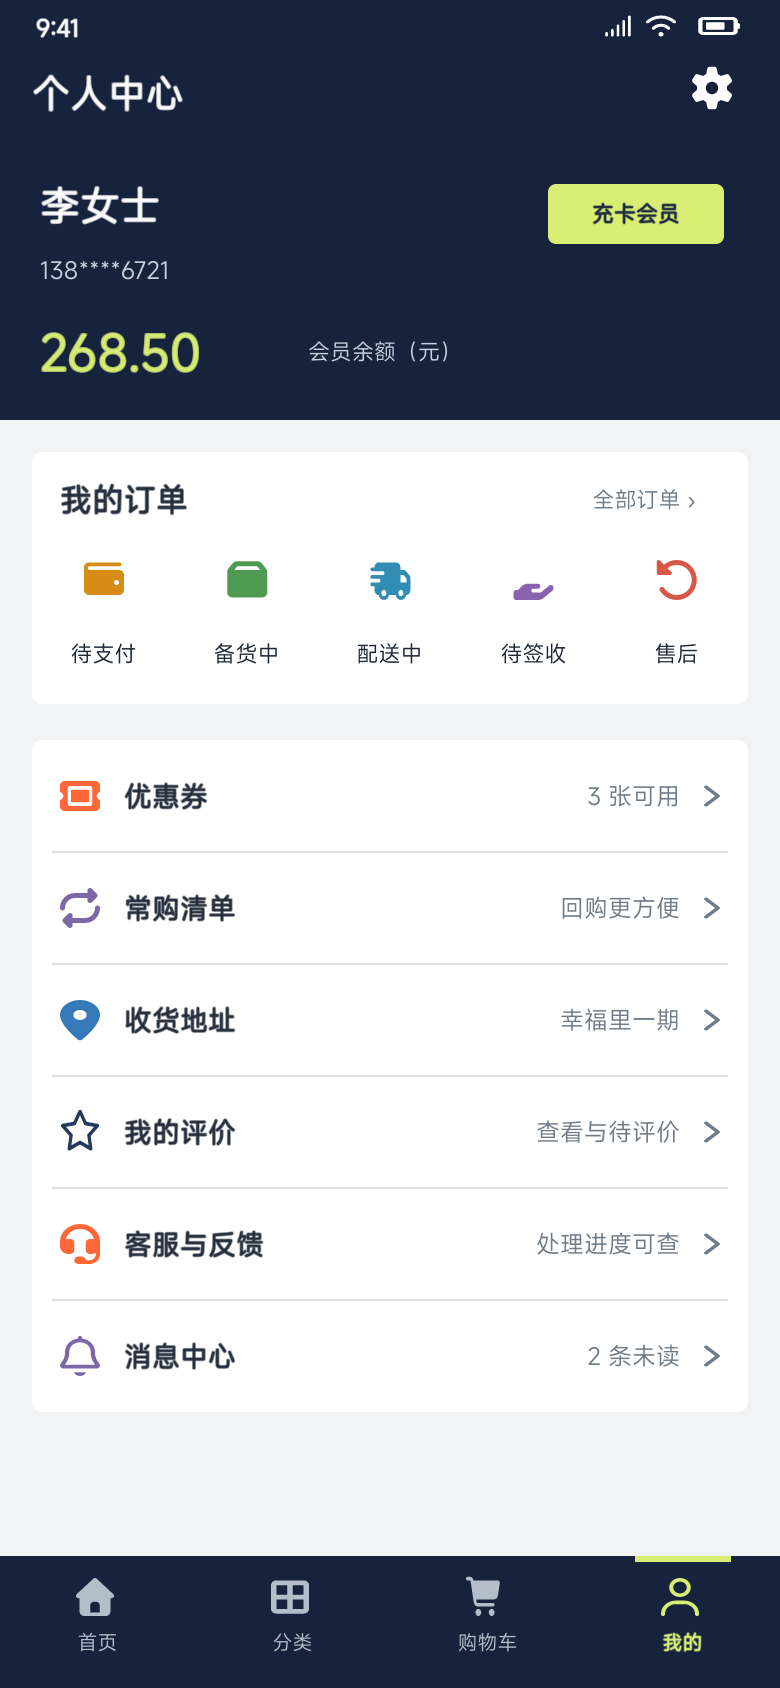 9:41
个人中心
李女士
充卡会员
138****6721
268.50
会员余额（元）
我的订单
全部订单 ›
待支付
备货中
配送中
待签收
售后
优惠券
3 张可用
常购清单
回购更方便
收货地址
幸福里一期
我的评价
查看与待评价
客服与反馈
处理进度可查
消息中心
2 条未读
首页
分类
购物车
我的